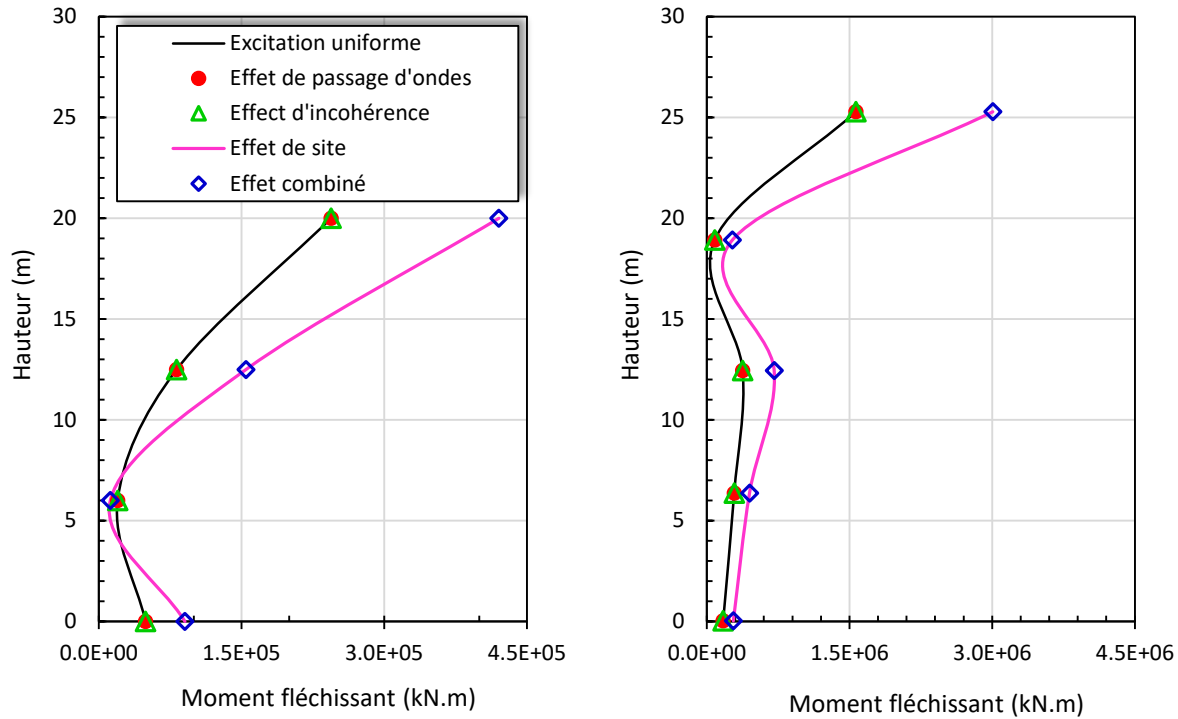 30
25
20
15
10
5
0
Hauteur (m)
Excitation uniforme
Effet de passage d'ondes
Effect d'incohérence
Effet de site
Effet combiné
0.0E+00 1.5E+05 3.0E+05 4.5E+05
Moment fléchissant (kN.m)
30
25
20
15
10
5
0
Hauteur (m)
0.0E+00 1.5E+06 3.0E+06 4.5E+06
Moment fléchissant (kN.m)